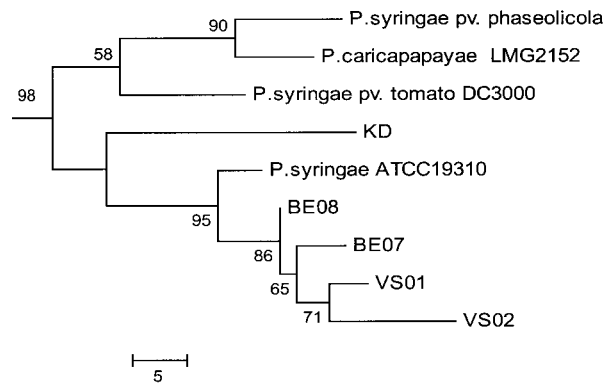 P.syringae pv. phaseolicola
90
P.caricapapayae LMG2152
58
P.syringae pv. tomato DC3000
98
KD
P.syringae ATCC19310
95
BE08
86
BE07
65
VS01
71
VS02
5